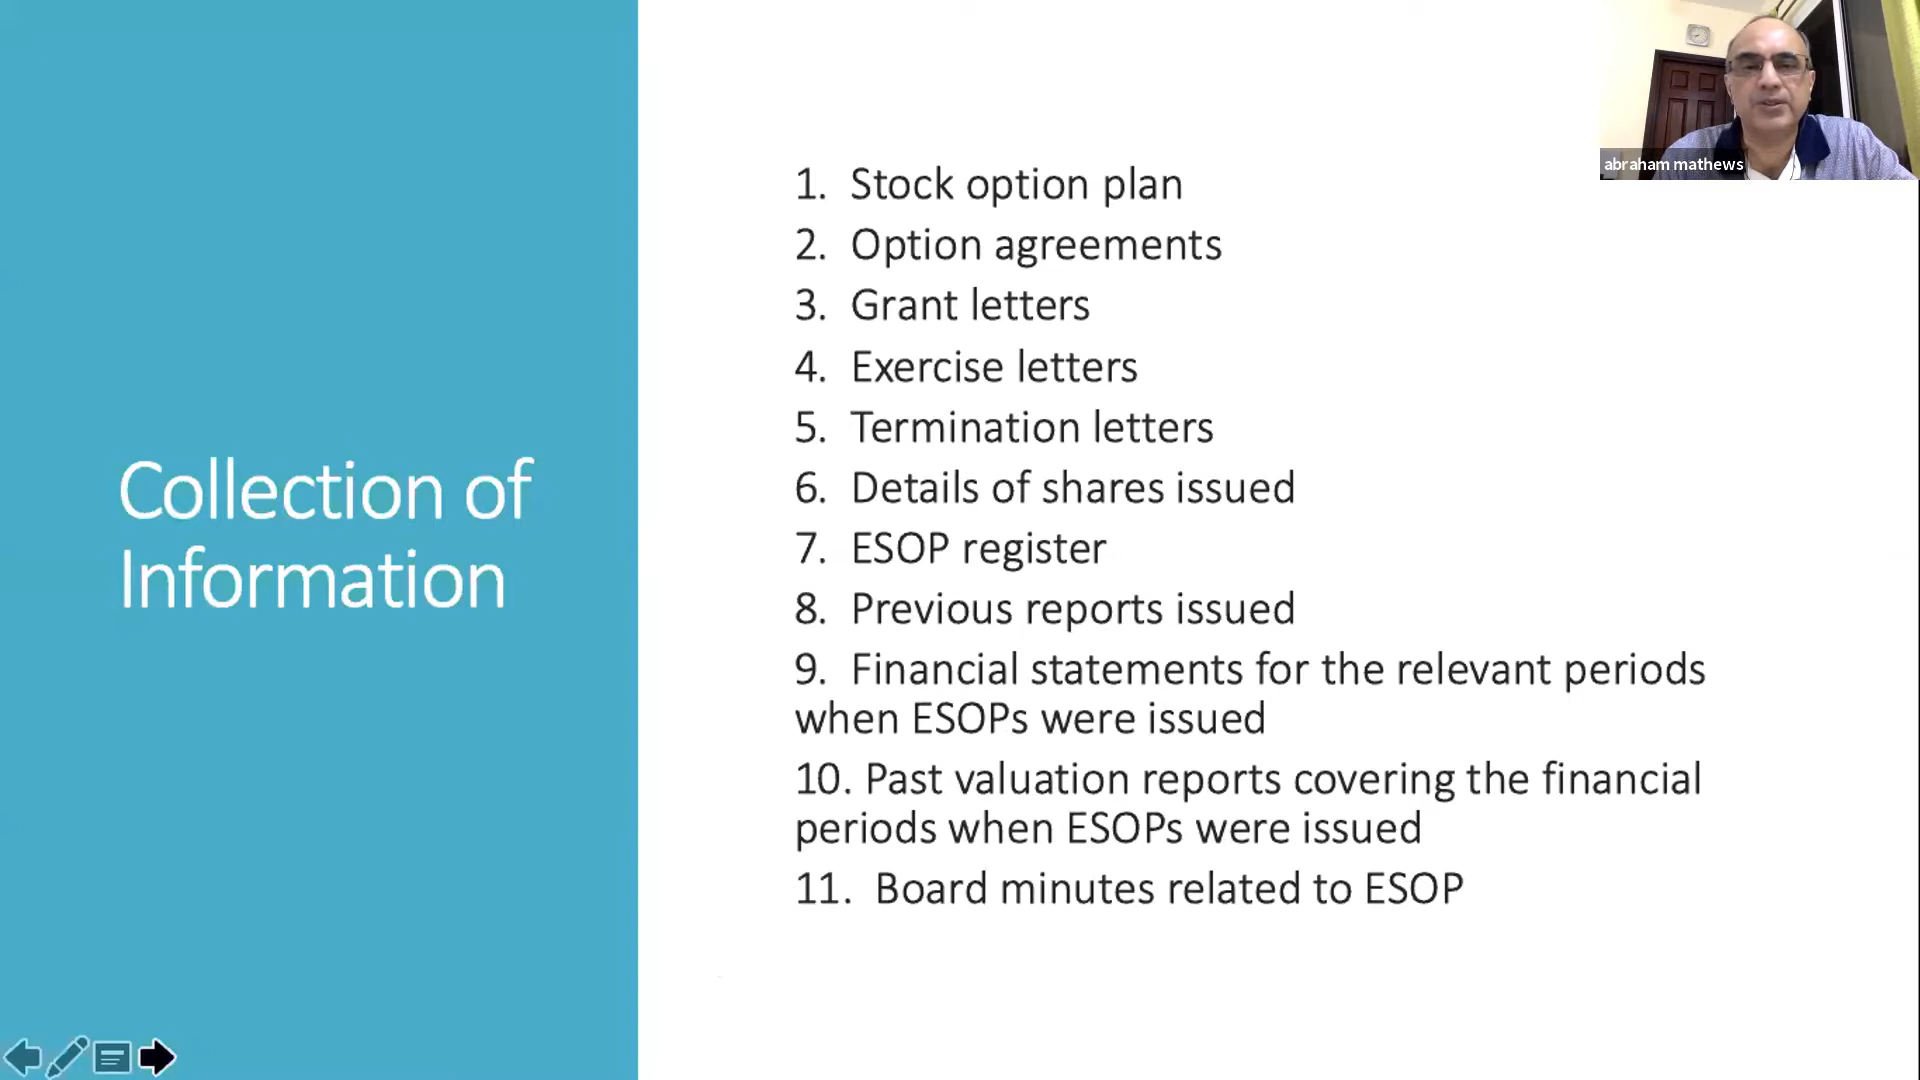 Collection of
Information
1. Stock option plan
2. Option agreements
3. Grant letters
4. Exercise letters
5. Termination letters
6. Details of shares issued
7. ESOP register
8. Previous reports issued
9. Financial statements for the relevant periods
when ESOPs were issued
10. Past valuation reports covering the financial
periods when ESOPs were issued
11. Board minutes related to ESOP
abraham mathews